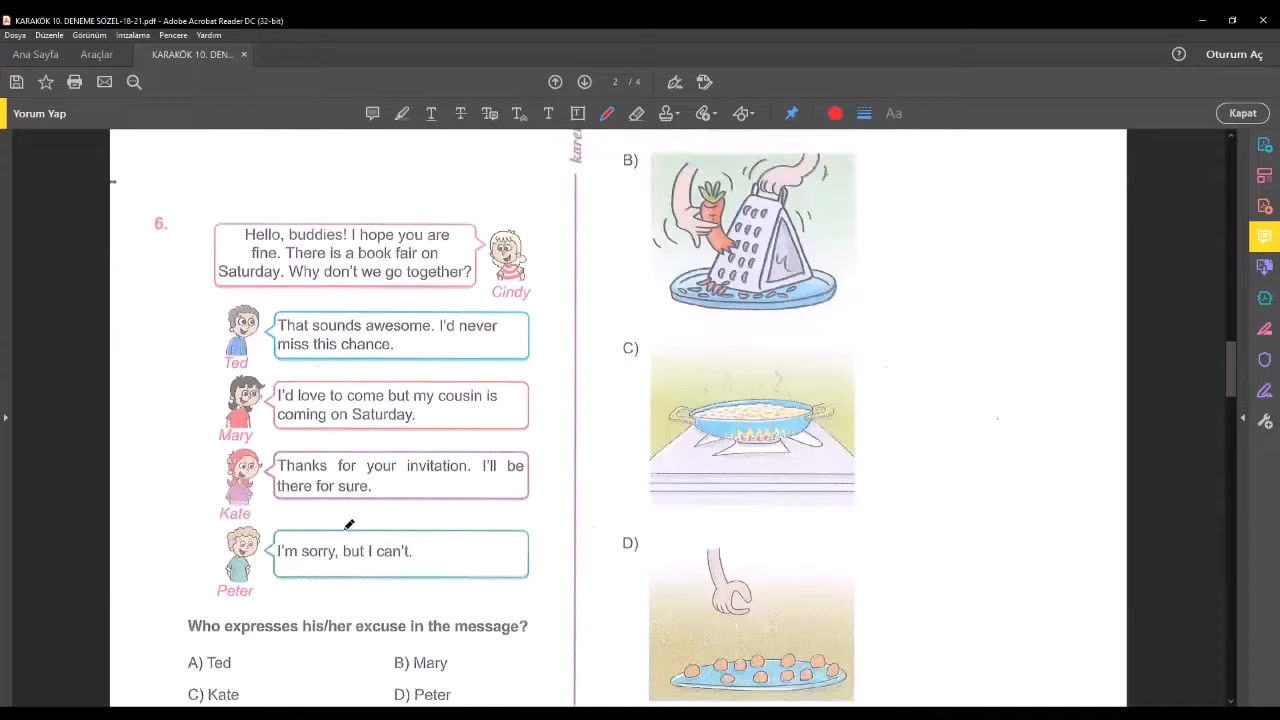 KARAKÖK 10. DENEME SÖZEL-18-21.pdf - Adobe Acrobat Reader DC (32-bit)
Dosya Düzenle Görünüm İmzalama Pencere Yardım
Ana Sayfa Araçlar KARAKÖK 10. DEN... × Oturum Aç
2 / 4
Yorum Yap
Kapat
6.
Hello, buddies! I hope you are
fine. There is a book fair on
Saturday. Why don't we go together?
Cindy
That sounds awesome. I'd never
miss this chance.
Ted
I'd love to come but my cousin is
coming on Saturday.
Mary
Thanks for your invitation. I'll be
there for sure.
Kate
I'm sorry, but I can't.
Peter
Who expresses his/her excuse in the message?
A) Ted
B) Mary
C) Kate
D) Peter
B)
C)
D)